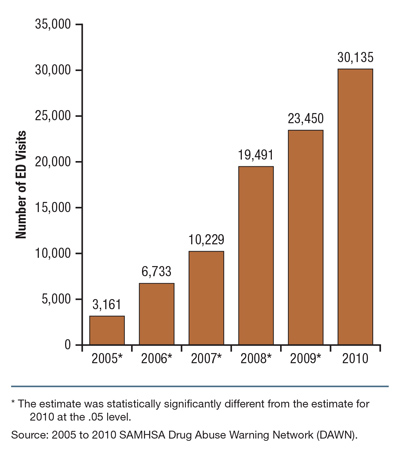 35,000
30,000
25,000
20,000
15,000
10,000
5,000
0
Number of ED Visits
3,161
6,733
10,229
19,491
23,450
30,135
2005* 2006* 2007* 2008* 2009* 2010
* The estimate was statistically significantly different from the estimate for
2010 at the .05 level.
Source: 2005 to 2010 SAMHSA Drug Abuse Warning Network (DAWN).